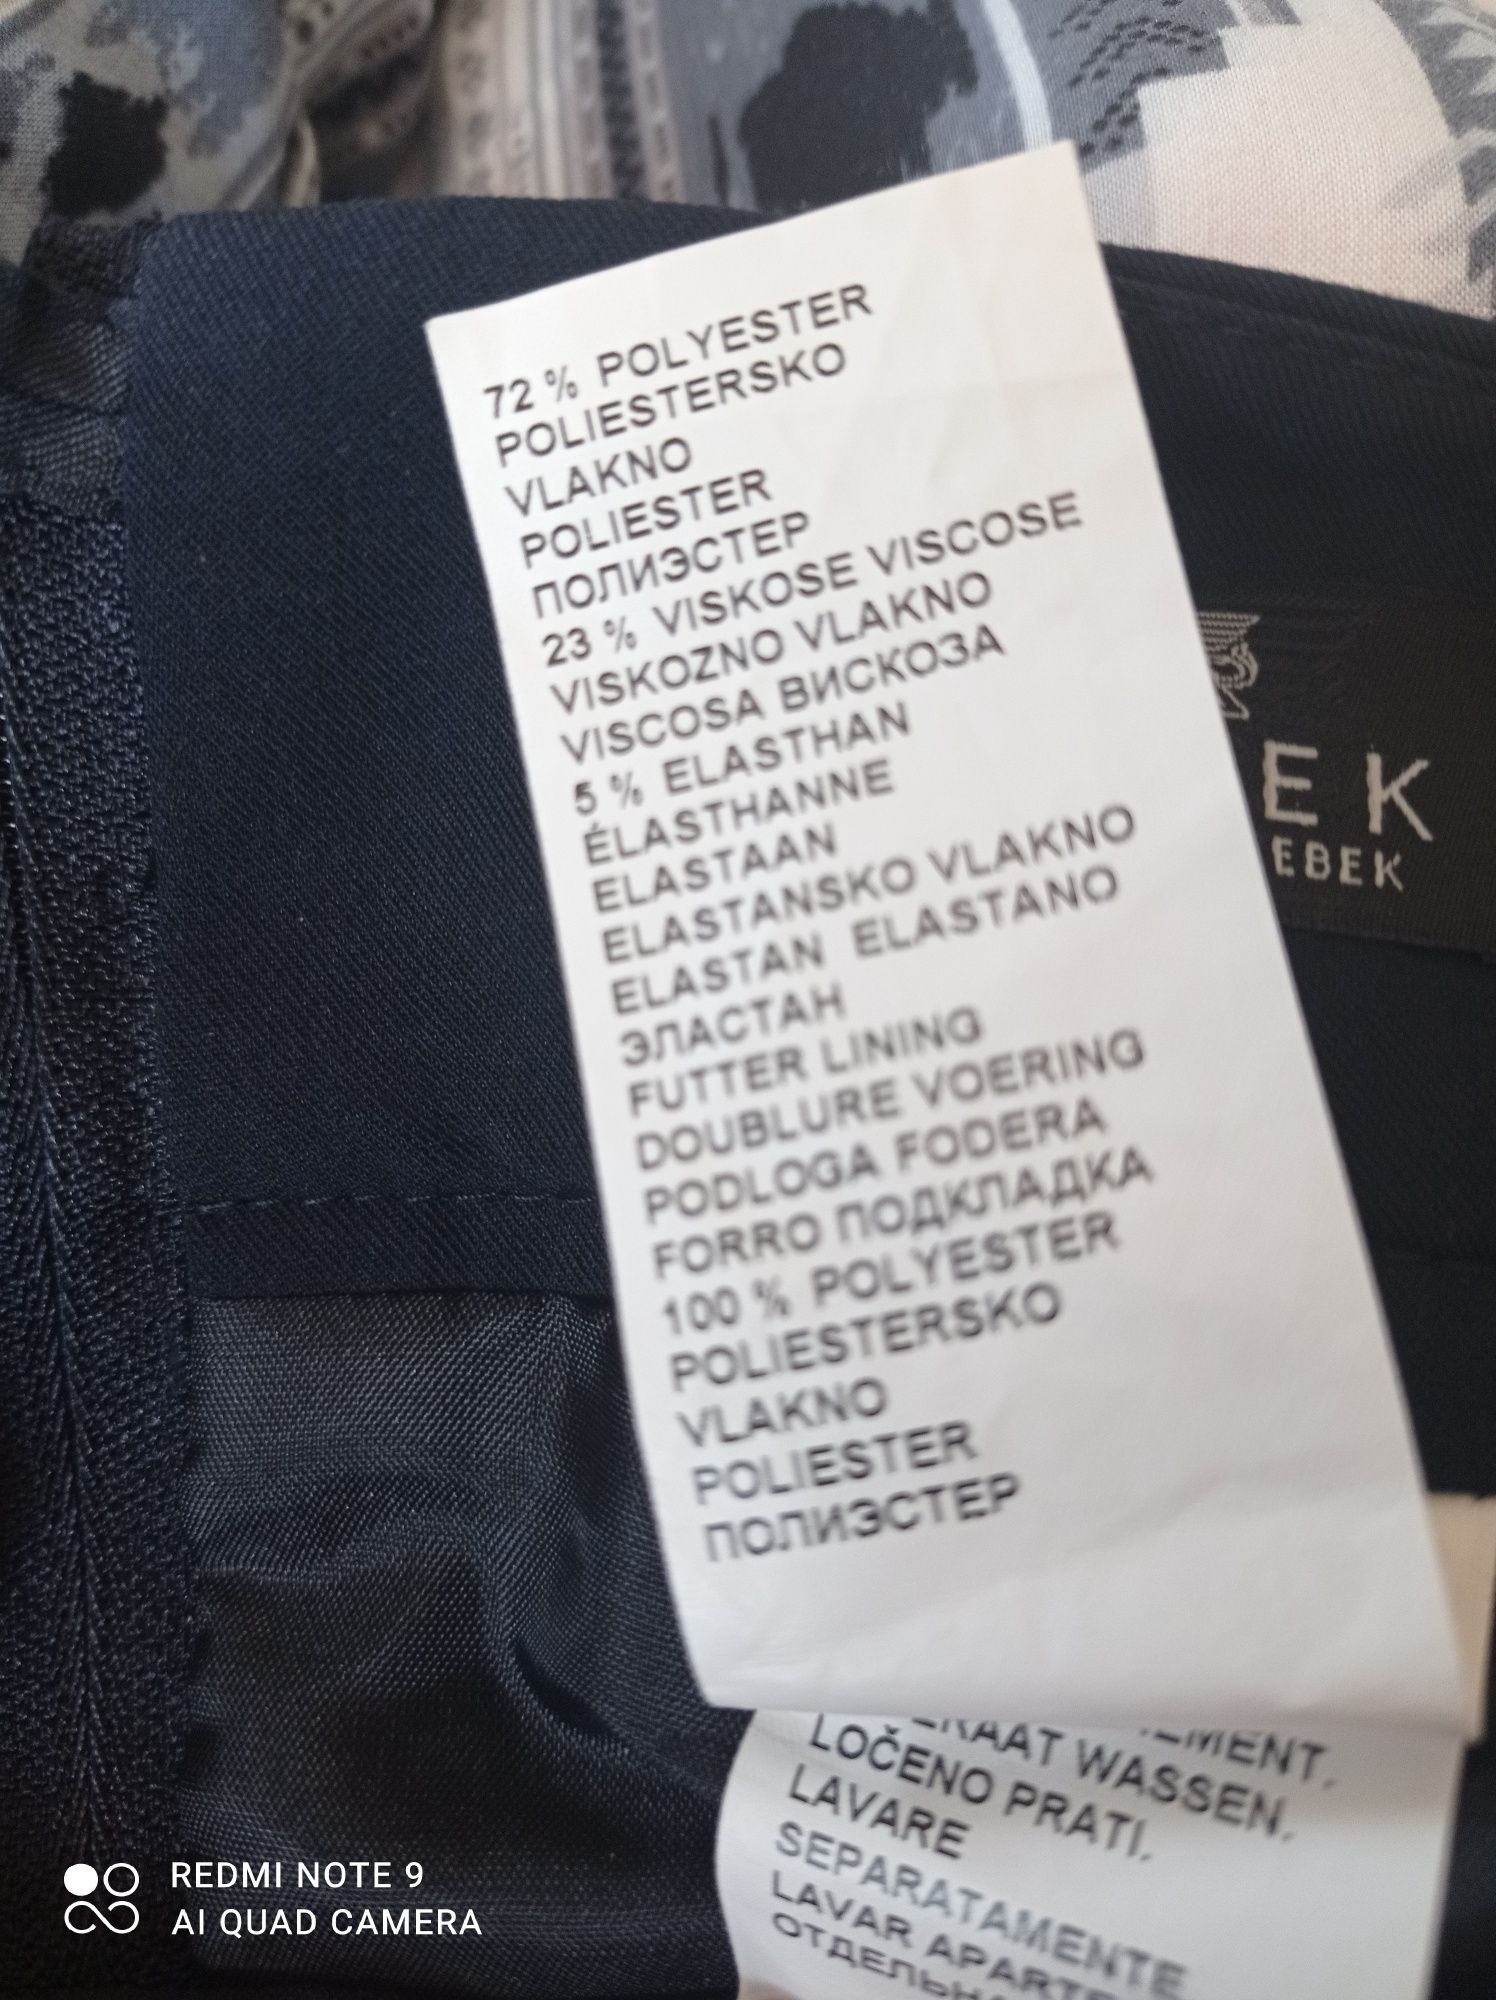 72 % POLYESTER
POLIESTERSKO
VLAKNO
POLIESTER
ПОЛИЭСТЕР
23 % VISKOSE VISCOSE
VISKOZNO VLAKNO
VISCOSA ВИСКОЗА
5 % ELASTHAN
ÉLASTHANNE
ELASTAAN
ELASTANSKO VLAKNO
ELASTAN ELASTANO
ЭЛАСТАН
FUTTER LINING
DOUBLURE VOERING
PODLOGA FODERA
FORRO ПОДКЛАДКА
100 % POLYESTER
POLIESTERSKO
VLAKNO
POLIESTER
ПОЛИЭСТЕР
EK
EBEK
WASSEN.
LOČENO PRATI.
LAVARE
SEPARATAMENTE
LAVAR
REDMI NOTE 9
AI QUAD CAMERA